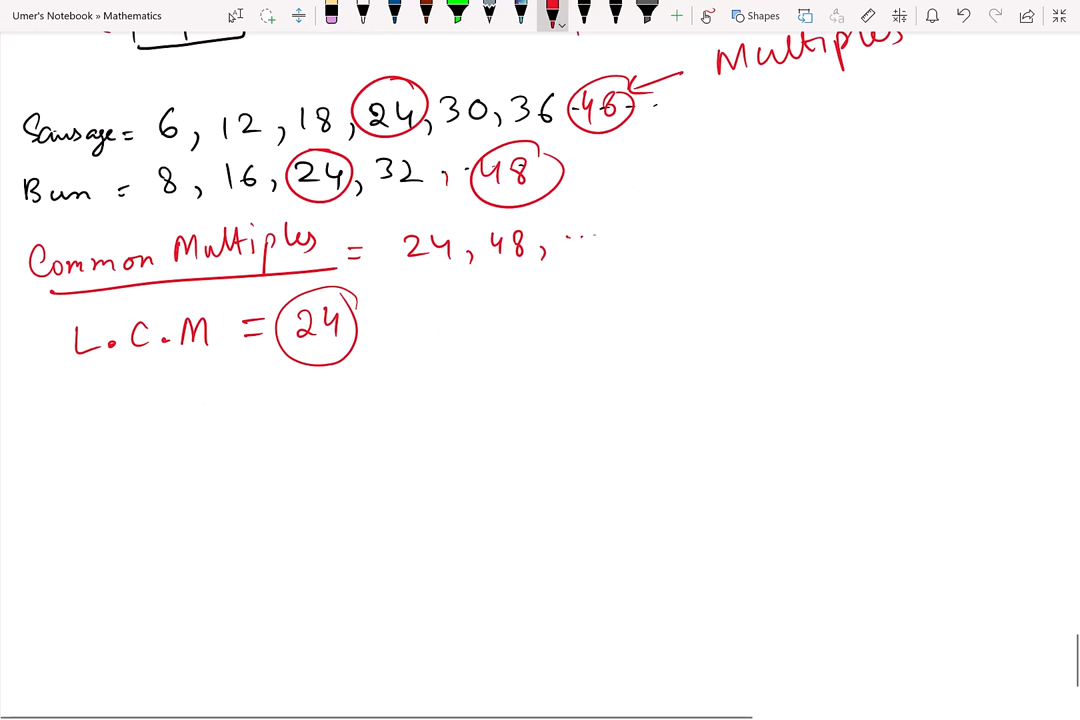 Umer's Notebook » Mathematics
Shapes
Multiples
Sausage = 6, 12, 18, 24, 30, 36 48
Bun = 8, 16, 24, 32, 48
Common Multiples = 24, 48, ...
L.C.M = 24